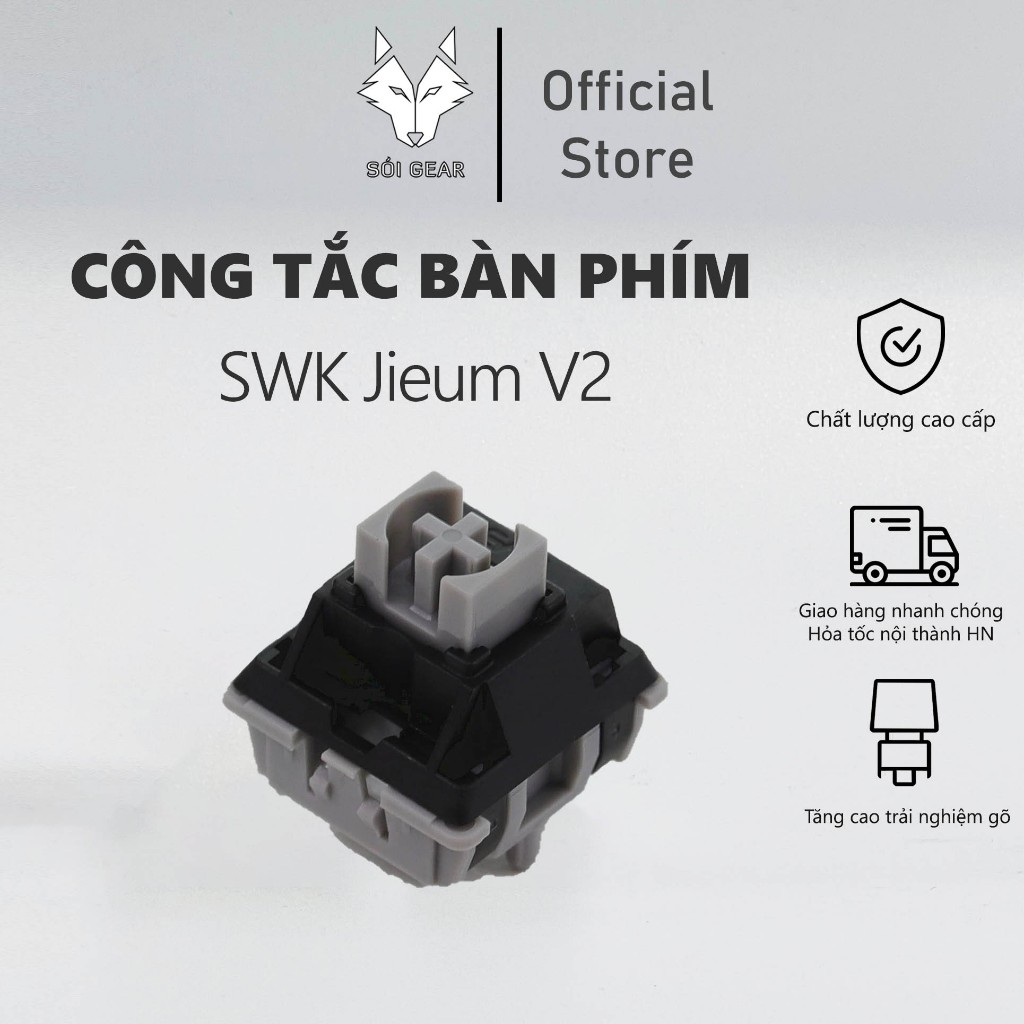 SÓI GEAR
Official
Store
CÔNG TẮC BÀN PHÍM
SWK Jieum V2
Chất lượng cao cấp
Giao hàng nhanh chóng
Hỏa tốc nội thành HN
Tăng cao trải nghiệm gõ